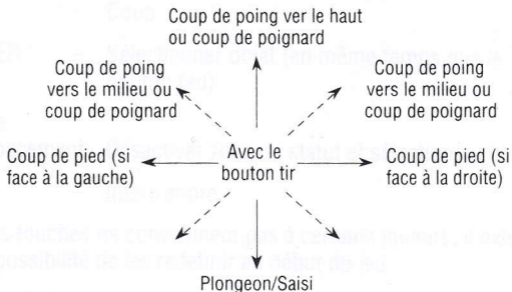 Coup de poing ver le haut
ou coup de poignard
Coup de poing
vers le milieu ou
coup de poignard
Coup de poing
vers le milieu ou
coup de poignard
Coup de pied (si
face à la gauche)
Avec le
bouton tir
Coup de pied (si
face à la droite)
Plongeon/Saisi